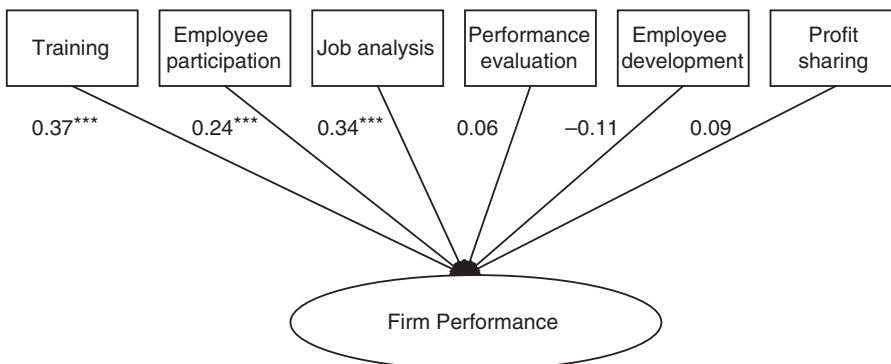 Training
Employee
participation
Job analysis
Performance
evaluation
Employee
development
Profit
sharing
0.37***
0.24***
0.34***
0.06
–0.11
0.09
Firm Performance